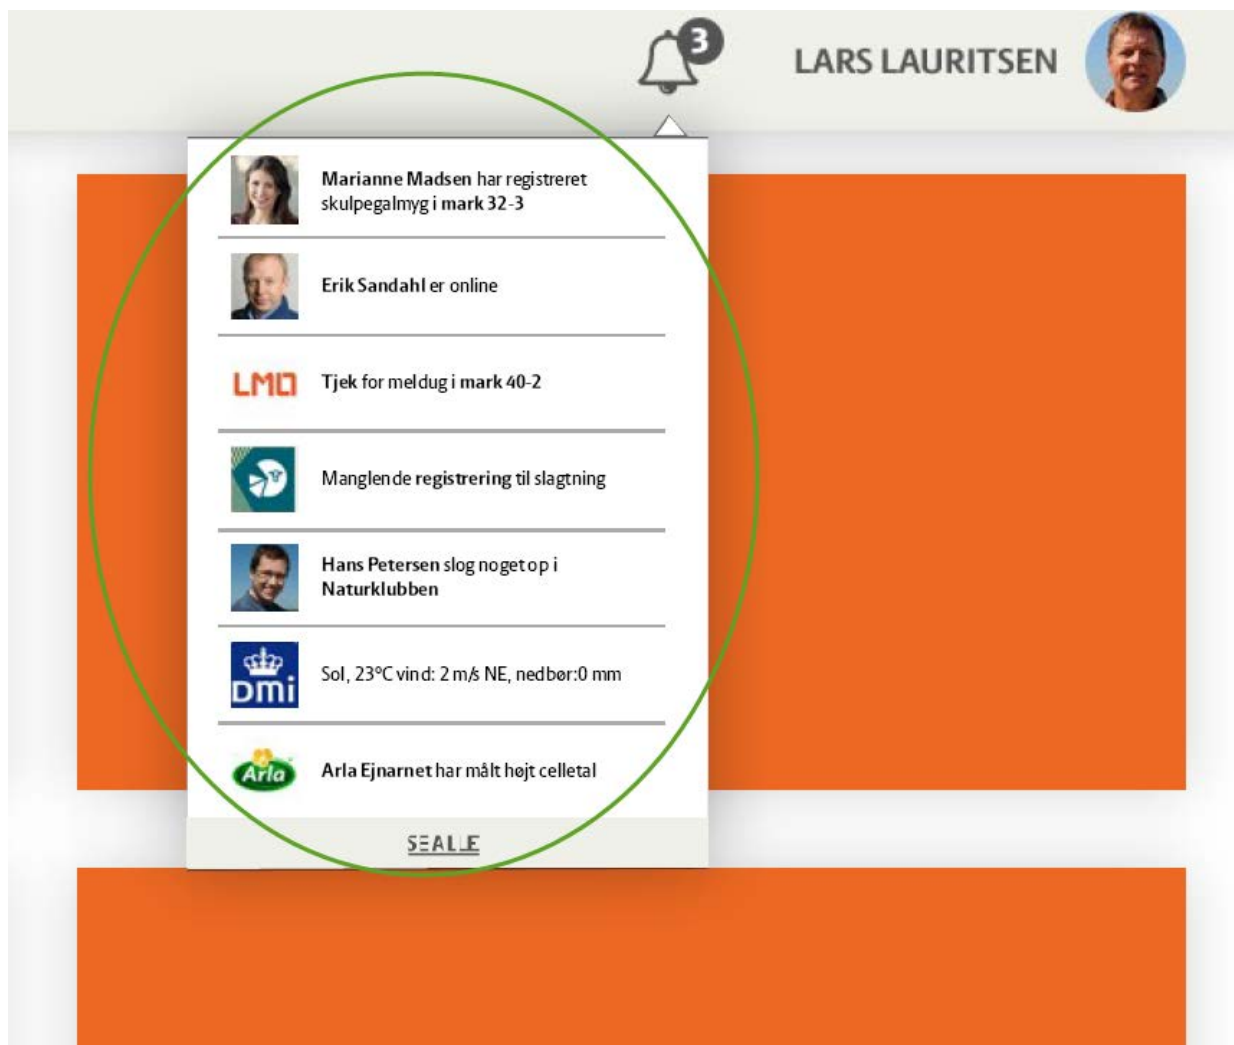 3
LARS LAURITSEN
Marianne Madsen har registreret
skulpegalmyg i mark 32-3
Erik Sandahl er online
LMO
Tjek for meldug i mark 40-2
Manglende registrering til slagtning
Hans Petersen slog noget op i
Naturklubben
DMi
Sol, 23°C vind: 2 m/s NE, nedbør:0 mm
Arla
Arla Ejnarnet har målt højt celletal
SE ALLE